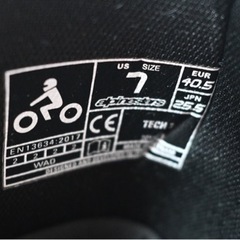 US SIZE
7
EUR
40.5
JPN
25.5
alpinestars
CE
TECH
EN13634:2017
2 2 2 2
WAD